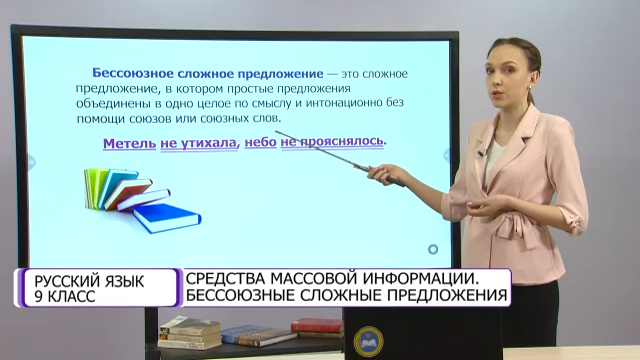 Бессоюзное сложное предложение — это сложное
предложение, в котором простые предложения
объединены в одно целое по смыслу и интонационно без
помощи союзов или союзных слов.
Метель не утихала, небо не прояснялось.
РУССКИЙ ЯЗЫК
9 КЛАСС
СРЕДСТВА МАССОВОЙ ИНФОРМАЦИИ.
БЕССОЮЗНЫЕ СЛОЖНЫЕ ПРЕДЛОЖЕНИЯ